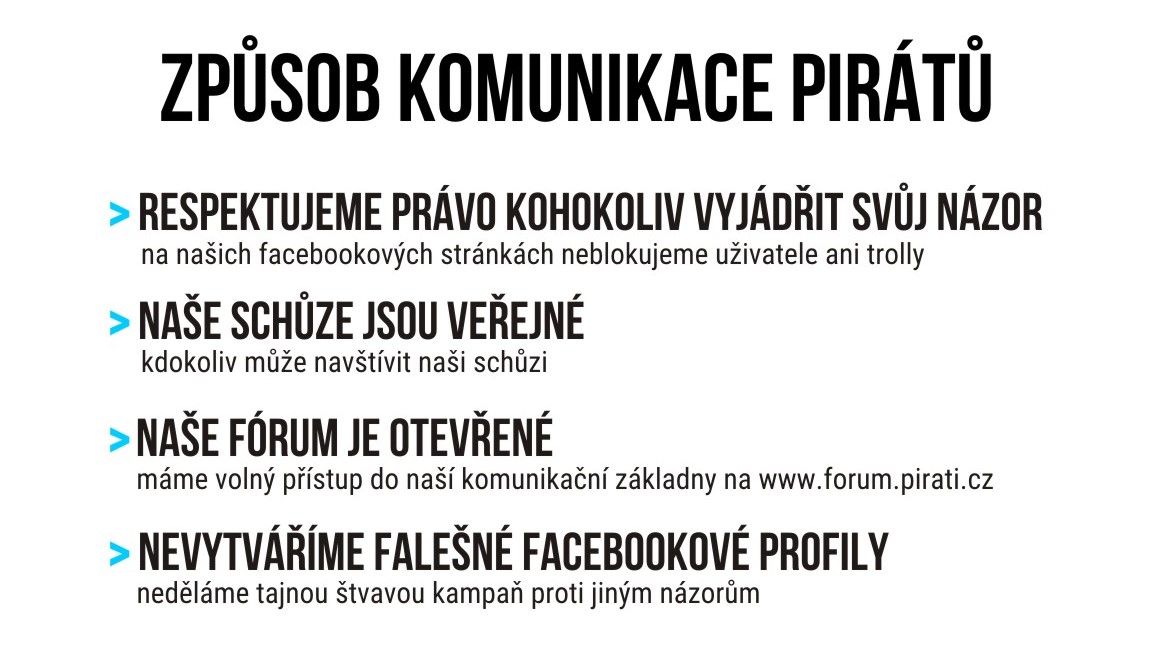 ZPŮSOB KOMUNIKACE PIRÁTŮ
> RESPEKTUJEME PRÁVO KOHOKOLIV VYJÁDŘIT SVŮJ NÁZOR
na našich facebookových stránkách neblokujeme uživatele ani trolly
> NAŠE SCHŮZE JSOU VEŘEJNÉ
kdokoliv může navštívit naši schůzi
> NAŠE FÓRUM JE OTEVŘENÉ
máme volný přístup do naší komunikační základny na www.forum.pirati.cz
> NEVYTVÁŘÍME FALEŠNÉ FACEBOOKOVÉ PROFILY
neděláme tajnou štvavou kampaň proti jiným názorům